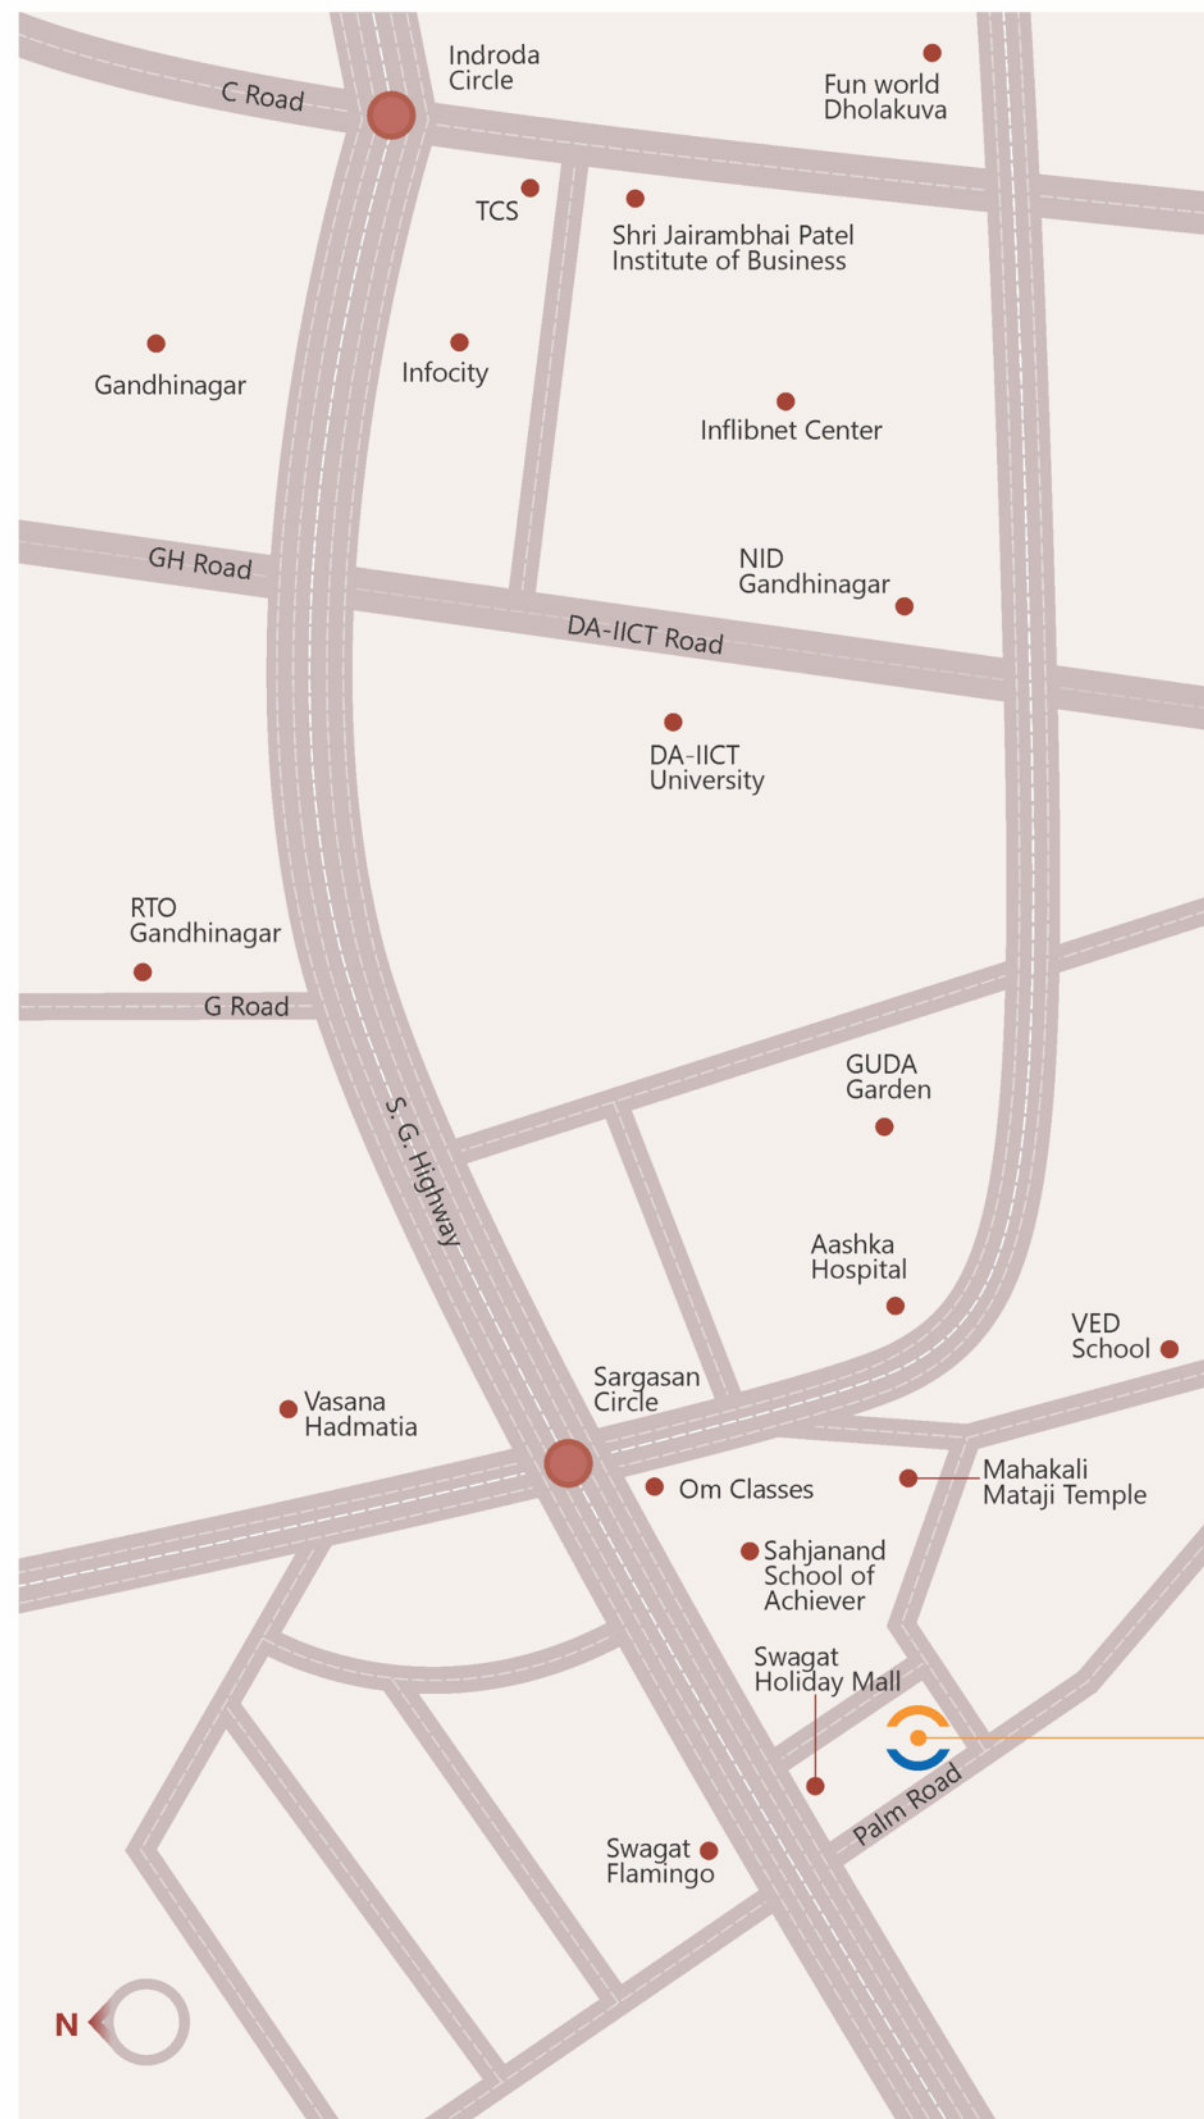 Indroda
Circle
Fun world
Dholakuva
C Road
TCS
Shri Jairambhai Patel
Institute of Business
Gandhinagar
Infocity
Inflibnet Center
GH Road
NID
Gandhinagar
DA-IICT Road
DA-IICT
University
RTO
Gandhinagar
G Road
GUDA
Garden
S. G. Highway
Aashka
Hospital
VED
School
Sargasan
Circle
Vasana
Hadmatia
Om Classes
Mahakali
Mataji Temple
Sahjanand
School of
Achiever
Swagat
Holiday Mall
Palm Road
Swagat
Flamingo
N